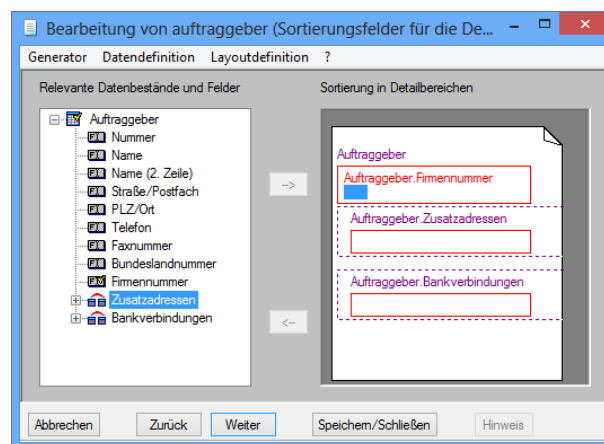 Bearbeitung von auftraggeber (Sortierungsfelder für die De...
Generator Datendefinition Layoutdefinition ?
Relevante Datenbestände und Felder
Auftraggeber
Nummer
Name
Name (2. Zeile)
Straße/Postfach
PLZ/Ort
Telefon
Faxnummer
Bundeslandnummer
Firmennummer
Zusatzadressen
Bankverbindungen
-->
<--
Sortierung in Detailbereichen
Auftraggeber
Auftraggeber.Firmennummer
Auftraggeber.Zusatzadressen
Auftraggeber.Bankverbindungen
Abbrechen Zurück Weiter Speichern/Schließen Hinweis